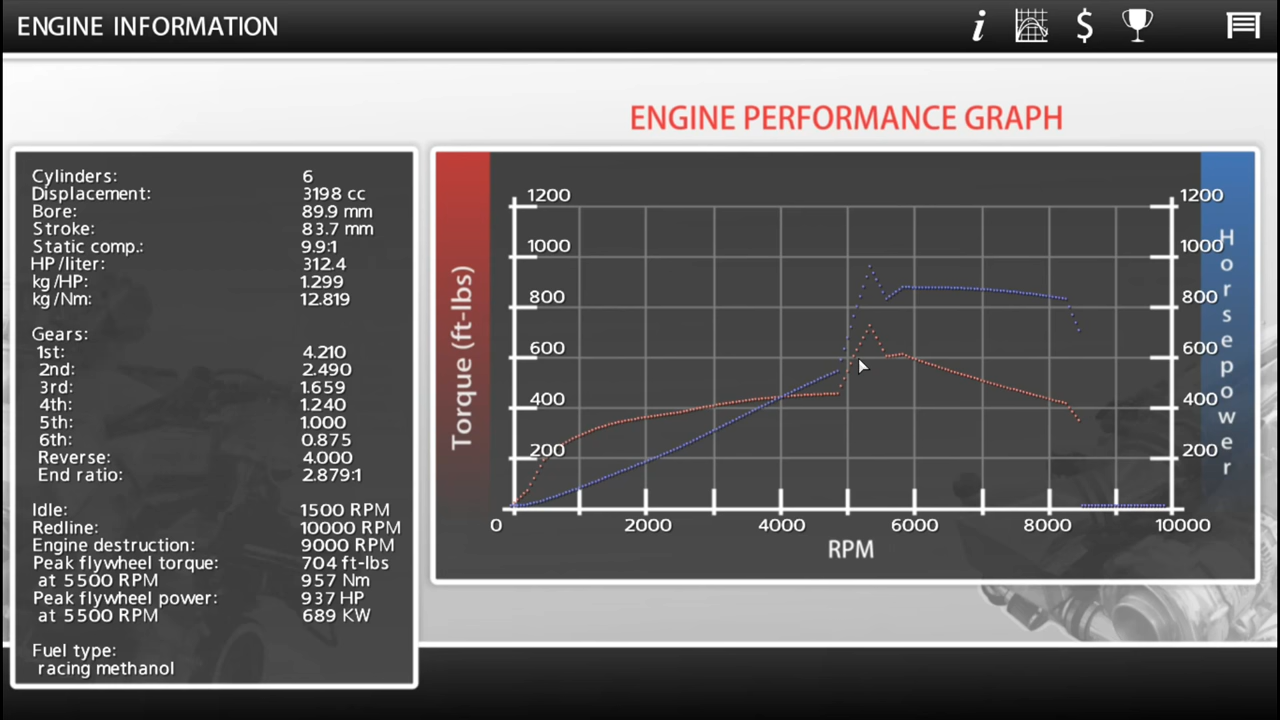 ENGINE INFORMATION
i $
ENGINE PERFORMANCE GRAPH
Cylinders: 6
Displacement: 3198 cc
Bore: 89.9 mm
Stroke: 83.7 mm
Static comp.: 9.9:1
HP/liter: 312.4
kg/HP: 1.299
kg/Nm: 12.819
Gears:
1st: 4.210
2nd: 2.490
3rd: 1.659
4th: 1.240
5th: 1.000
6th: 0.875
Reverse: 4.000
End ratio: 2.879:1
Idle: 1500 RPM
Redline: 10000 RPM
Engine destruction: 9000 RPM
Peak flywheel torque: 704 ft-lbs
at 5500 RPM 957 Nm
Peak flywheel power: 937 HP
at 5500 RPM 689 KW
Fuel type:
racing methanol
Torque (ft-lbs)
1200
1000
800
600
400
200
0 2000 4000 6000 8000 10000
RPM
1200
1000
800
600
400
200
Horsepower